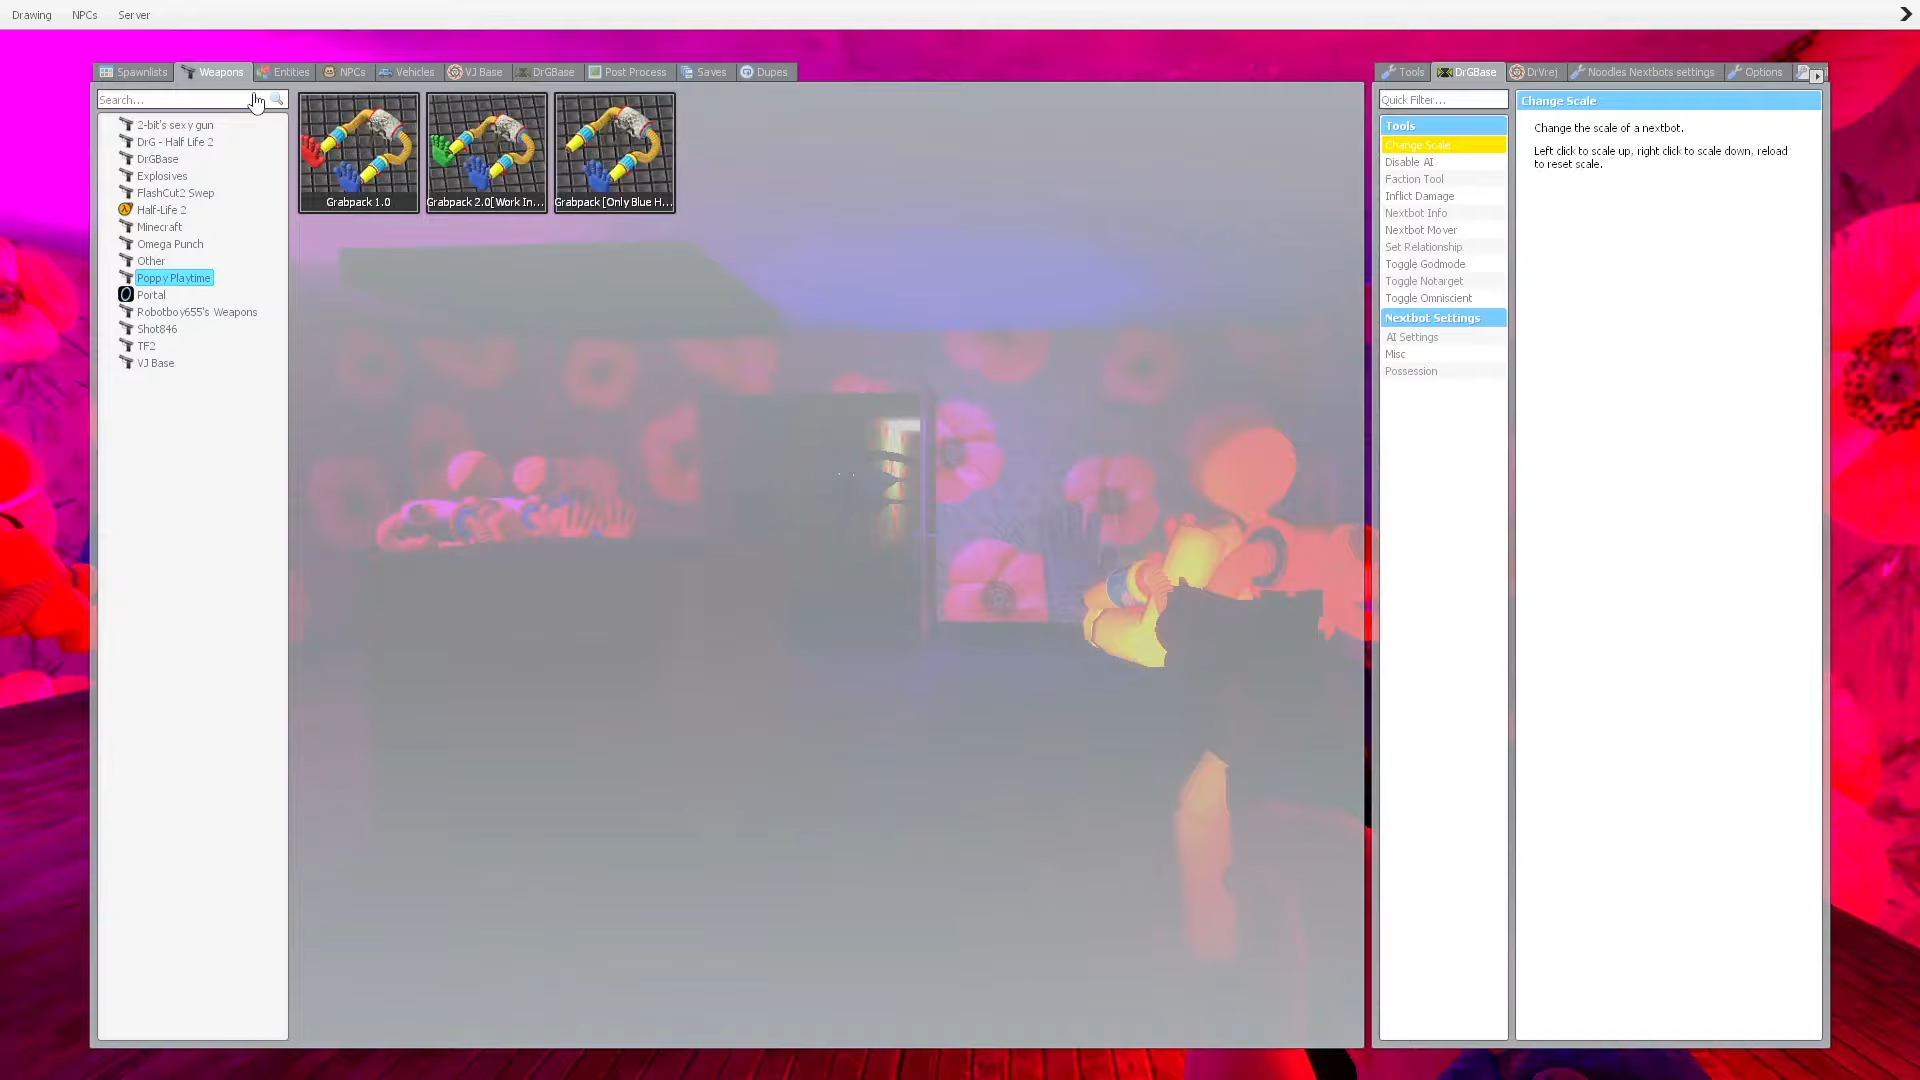 Drawing NPCs Server
Spawnlists Weapons Entities NPCs Vehicles VJ Base DrGBase Post Process Saves Dupes
Search...
2-bit's sexy gun
DrG - Half Life 2
DrGBase
Explosives
FlashCut2 Swep
Half-Life 2
Minecraft
Omega Punch
Other
Poppy Playtime
Portal
Robotboy655's Weapons
Shot846
TF2
VJ Base
Grabpack 1.0 Grabpack 2.0[Work In... Grabpack [Only Blue H...
Tools DrGBase DrVrej Noodles Nextbots settings Options
Quick Filter...
Tools
Change Scale
Disable AI
Faction Tool
Inflict Damage
Nextbot Info
Nextbot Mover
Set Relationship
Toggle Godmode
Toggle Notarget
Toggle Omniscient
Nextbot Settings
AI Settings
Misc
Possession
Change Scale
Change the scale of a nextbot.
Left click to scale up, right click to scale down, reload
to reset scale.